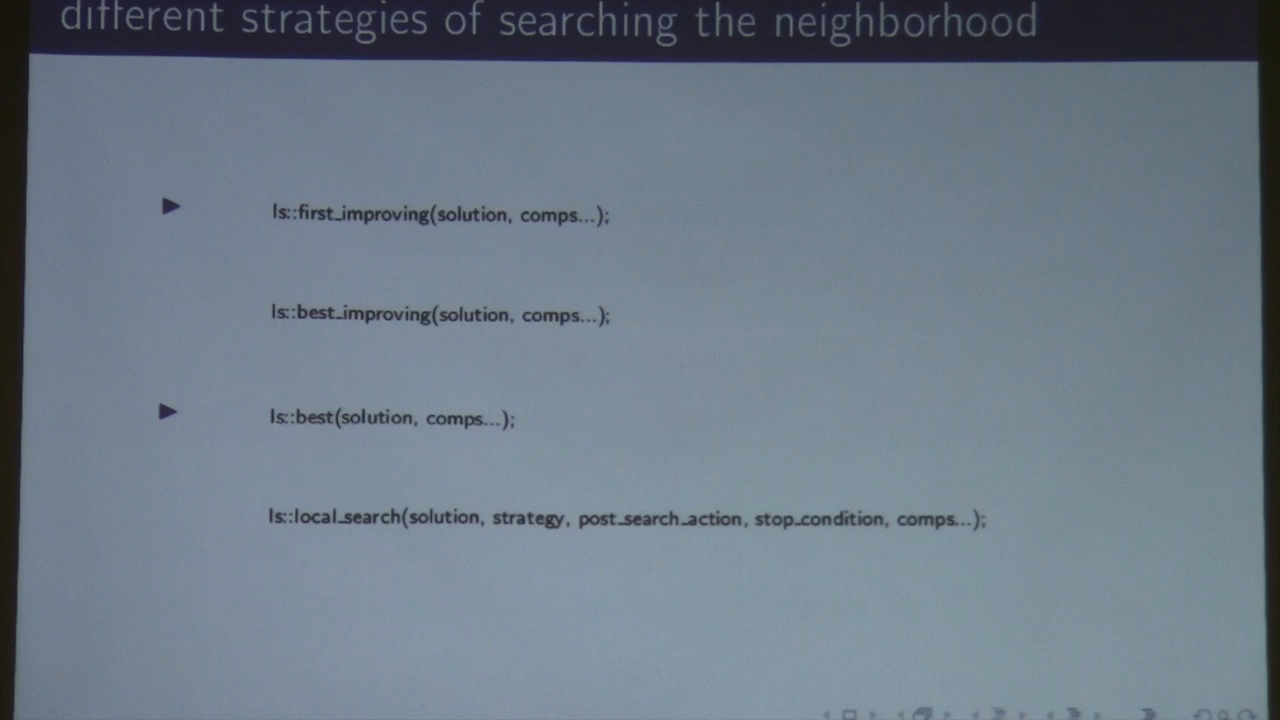 different strategies of searching the neighborhood
ls::first_improving(solution, comps...);
ls::best_improving(solution, comps...);
ls::best(solution, comps...);
ls::local_search(solution, strategy, post_search_action, stop_condition, comps...);